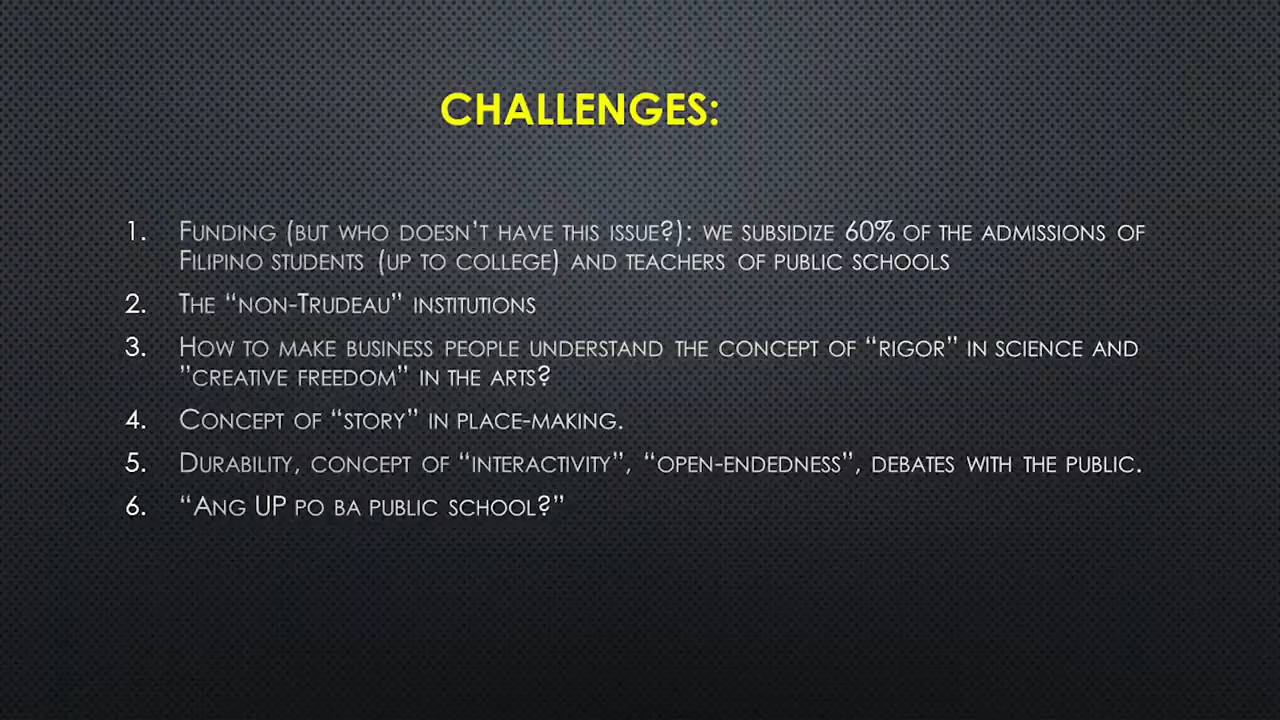 CHALLENGES:
1. Funding (but who doesn't have this issue?): we subsidize 60% of the admissions of
Filipino students (up to college) and teachers of public schools
2. The “non-Trudeau” institutions
3. How to make business people understand the concept of “rigor” in science and
”creative freedom” in the arts?
4. Concept of “story” in place-making.
5. Durability, concept of “interactivity”, “open-endedness”, debates with the public.
6. “Ang UP po ba public school?”